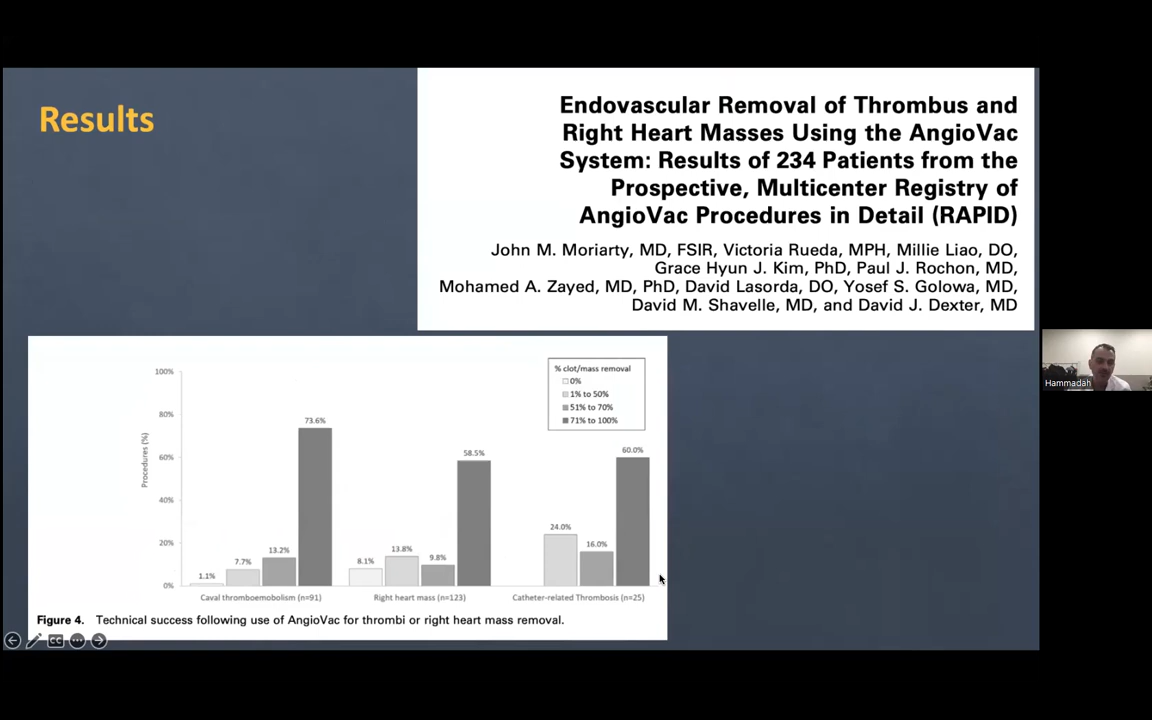 Results
Endovascular Removal of Thrombus and
Right Heart Masses Using the AngioVac
System: Results of 234 Patients from the
Prospective, Multicenter Registry of
AngioVac Procedures in Detail (RAPID)
John M. Moriarty, MD, FSIR, Victoria Rueda, MPH, Millie Liao, DO,
Grace Hyun J. Kim, PhD, Paul J. Rochon, MD,
Mohamed A. Zayed, MD, PhD, David Lasorda, DO, Yosef S. Golowa, MD,
David M. Shavelle, MD, and David J. Dexter, MD
% clot/mass removal
0%
1% to 50%
51% to 70%
71% to 100%
Procedures (%)
100%
80%
60%
40%
20%
0%
1.1%
7.7%
13.2%
73.6%
8.1%
13.8%
9.8%
58.5%
24.0%
16.0%
60.0%
Caval thromboemobolism (n=91)
Right heart mass (n=123)
Catheter-related Thrombosis (n=25)
Figure 4. Technical success following use of AngioVac for thrombi or right heart mass removal.
CC
Hammadah